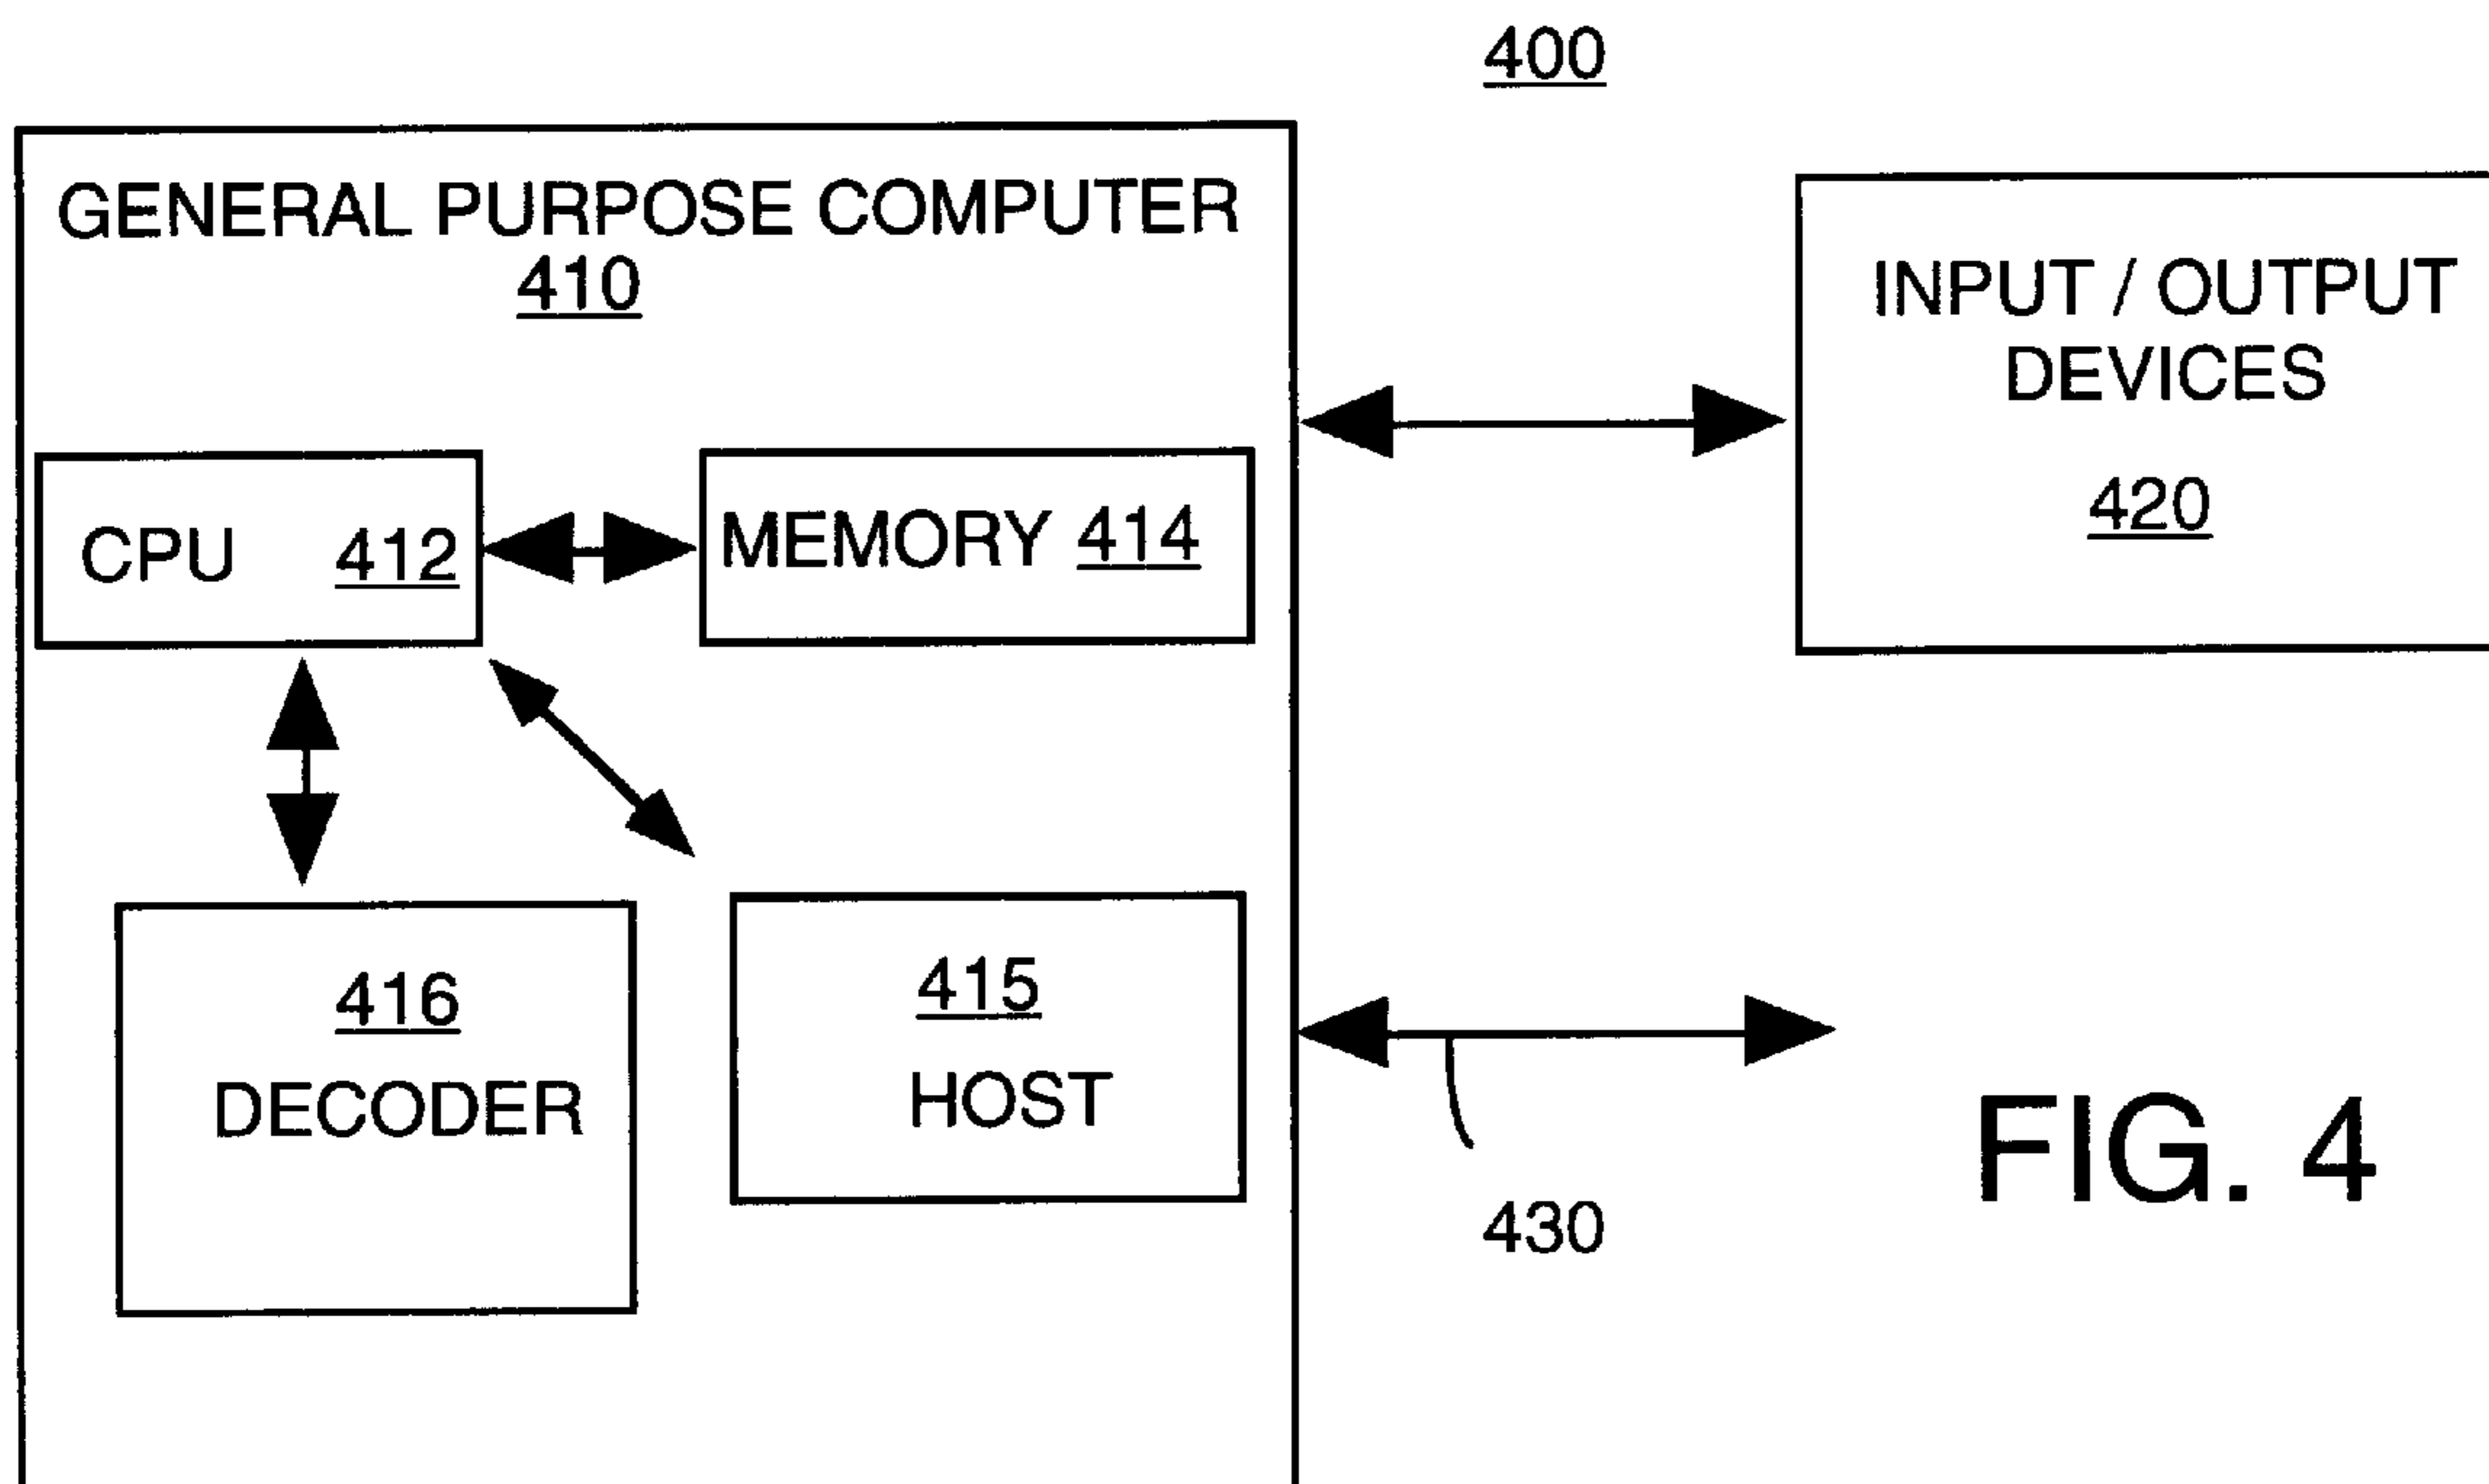 400
GENERAL PURPOSE COMPUTER
410
INPUT / OUTPUT
DEVICES
420
CPU 412
MEMORY 414
416
DECODER
415
HOST
430
FIG. 4